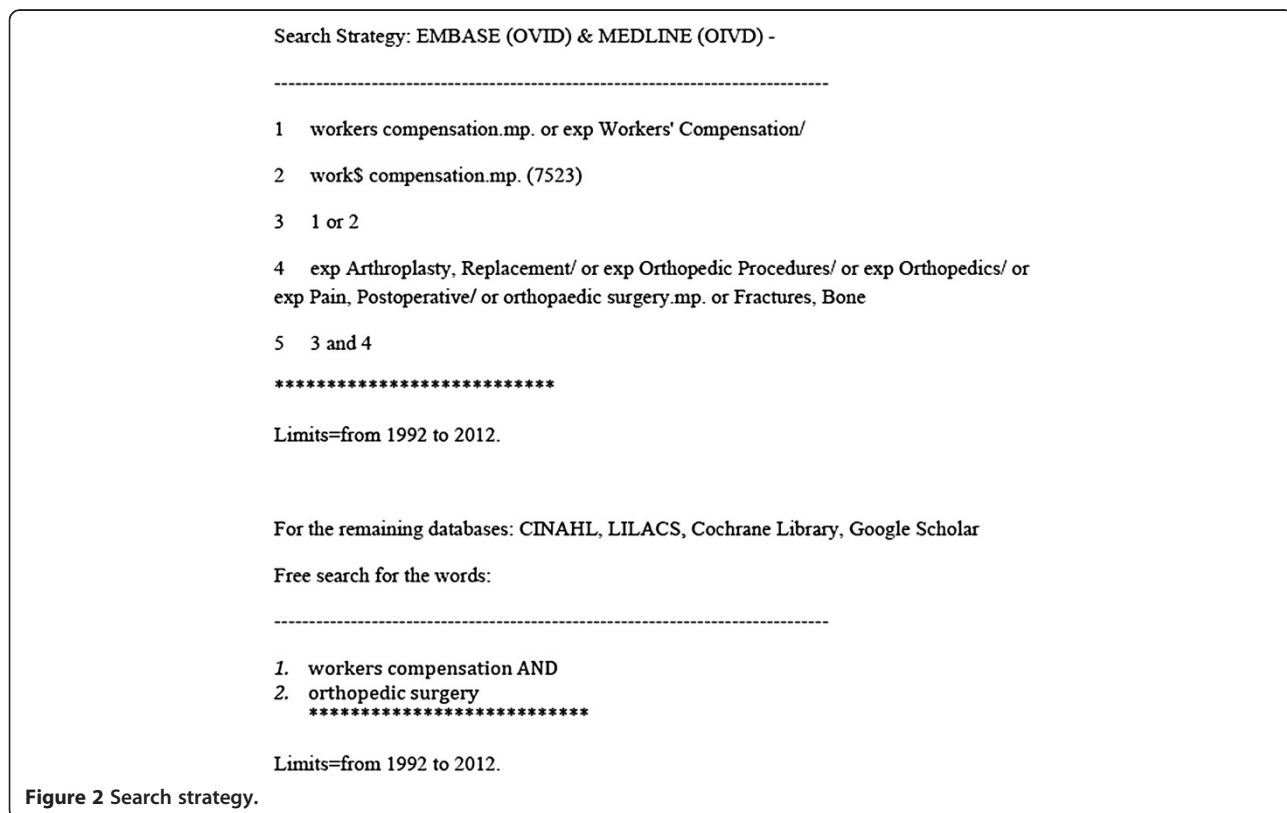 Search Strategy: EMBASE (OVID) & MEDLINE (OIVD) -
--------------------------------------------------------------------------------
1 workers compensation.mp. or exp Workers' Compensation/
2 work$ compensation.mp. (7523)
3 1 or 2
4 exp Arthroplasty, Replacement/ or exp Orthopedic Procedures/ or exp Orthopedics/ or
exp Pain, Postoperative/ or orthopaedic surgery.mp. or Fractures, Bone
5 3 and 4
***************************
Limits=from 1992 to 2012.
For the remaining databases: CINAHL, LILACS, Cochrane Library, Google Scholar
Free search for the words:
--------------------------------------------------------------------------------
1. workers compensation AND
2. orthopedic surgery
***************************
Limits=from 1992 to 2012.
Figure 2 Search strategy.